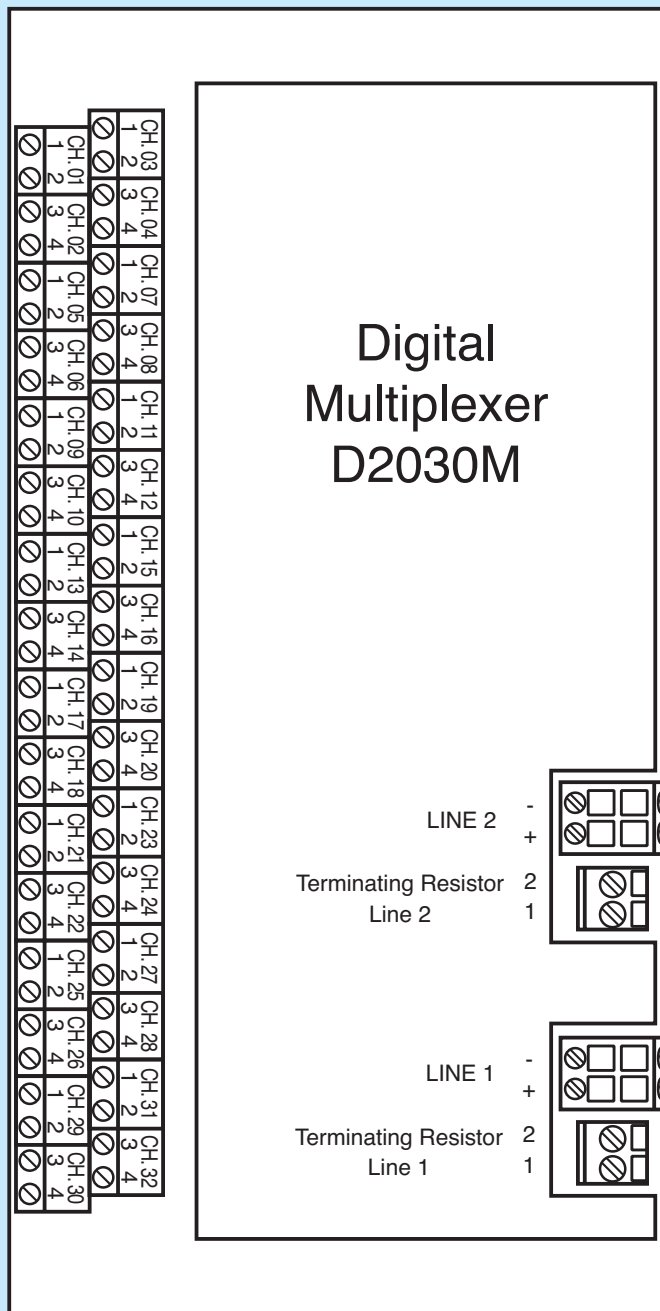 CH. 01
1 2
CH. 02
3 4
CH. 05
1 2
CH. 06
3 4
CH. 09
1 2
CH. 10
3 4
CH. 13
1 2
CH. 14
3 4
CH. 17
1 2
CH. 18
3 4
CH. 21
1 2
CH. 22
3 4
CH. 25
1 2
CH. 26
3 4
CH. 29
1 2
CH. 30
3 4
CH. 03
1 2
CH. 04
3 4
CH. 07
1 2
CH. 08
3 4
CH. 11
1 2
CH. 12
3 4
CH. 15
1 2
CH. 16
3 4
CH. 19
1 2
CH. 20
3 4
CH. 23
1 2
CH. 24
3 4
CH. 27
1 2
CH. 28
3 4
CH. 31
1 2
CH. 32
3 4
Digital
Multiplexer
D2030M
LINE 2
-
+
Terminating Resistor 2
Line 2 1
LINE 1
-
+
Terminating Resistor 2
Line 1 1